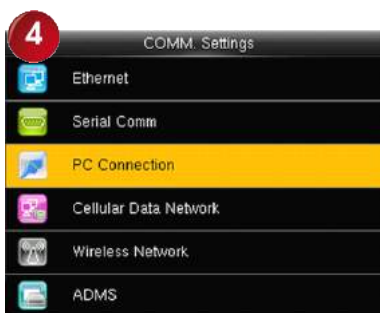 4
COMM. Settings
Ethernet
Serial Comm
PC Connection
Cellular Data Network
Wireless Network
ADMS